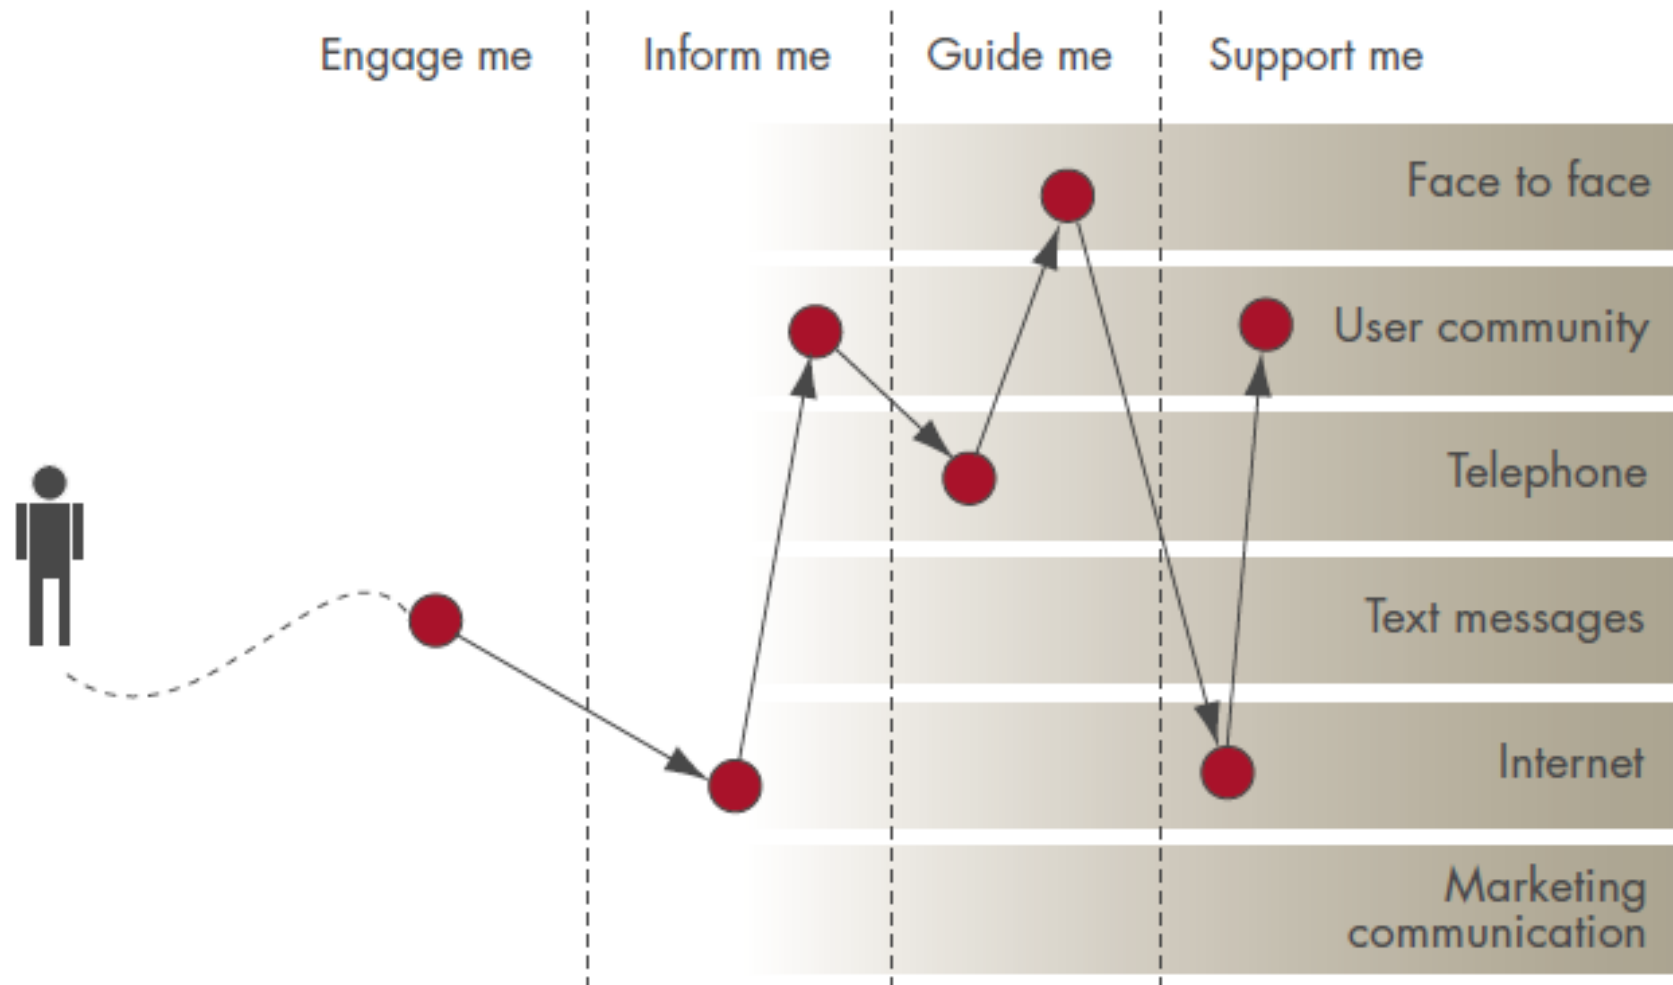 Engage me
Inform me
Guide me
Support me
Face to face
User community
Telephone
Text messages
Internet
Marketing
communication